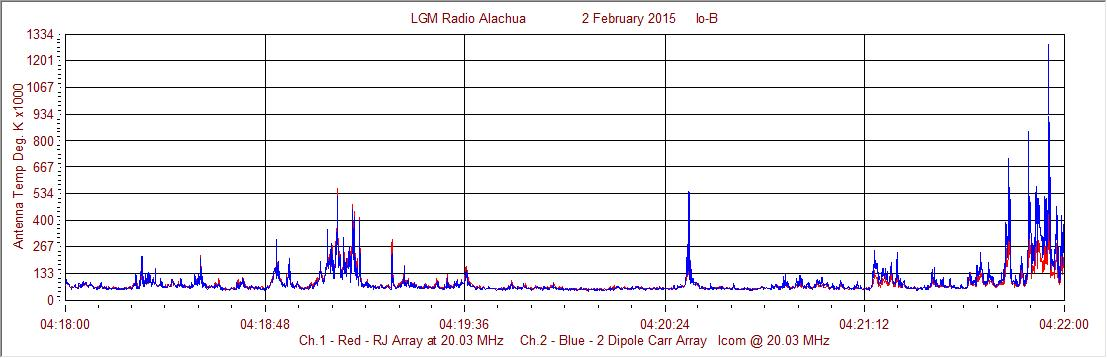 LGM Radio Alachua 2 February 2015 Io-B
Antenna Temp Deg. K x1000
1334
1201
1067
934
800
667
534
400
267
133
0
04:18:00 04:18:48 04:19:36 04:20:24 04:21:12 04:22:00
Ch.1 - Red - RJ Array at 20.03 MHz Ch.2 - Blue - 2 Dipole Carr Array Icom @ 20.03 MHz